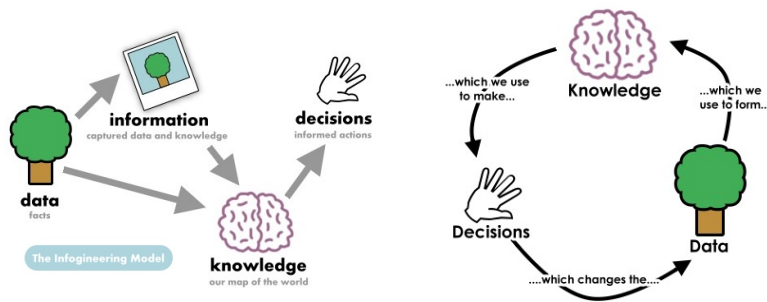 information
captured data and knowledge
decisions
informed actions
data
facts
knowledge
our map of the world
The Infogineering Model
Knowledge
...which we use
to make...
...which we
use to form..
Decisions
Data
....which changes the....